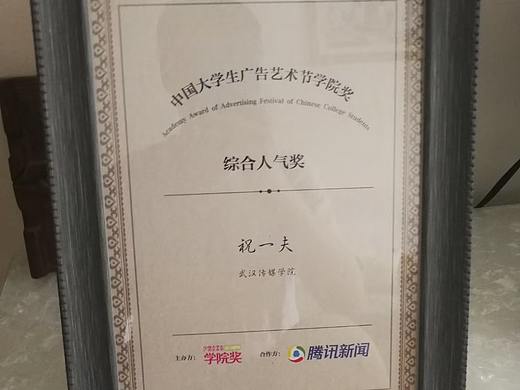 中国大学生广告艺术节学院奖
Academy Award of Advertising Festival of Chinese College Students
综合人气奖
祝一夫
武汉传媒学院
主办方： 学院奖 合作方： 腾讯新闻